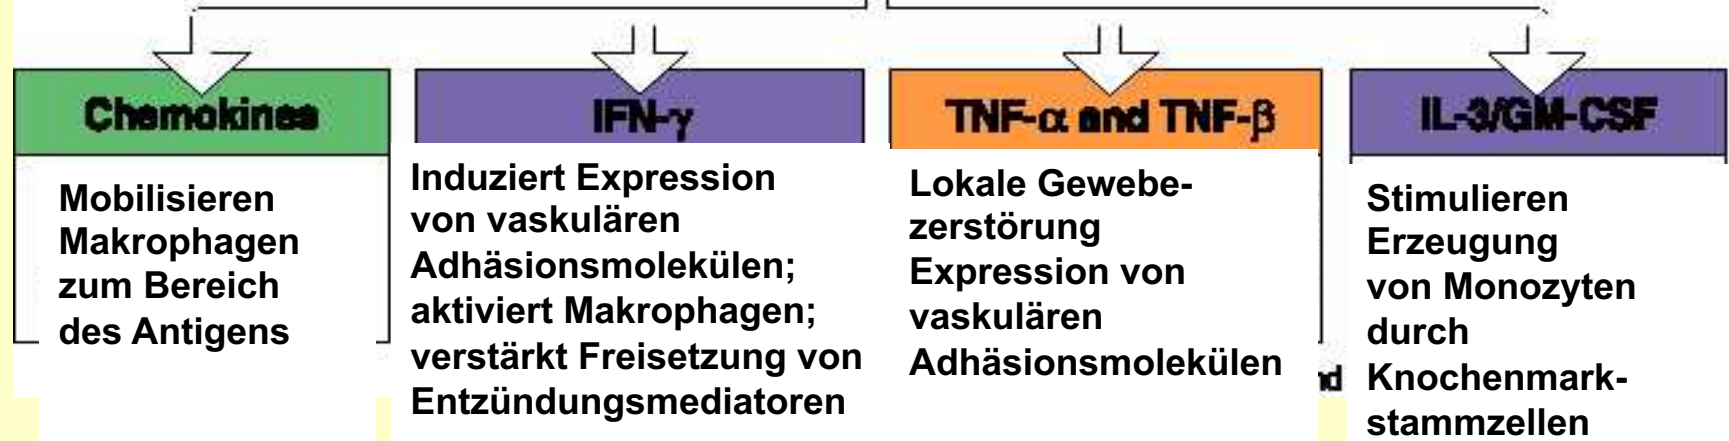 Chemokines
Mobilisieren
Makrophagen
zum Bereich
des Antigens
IFN-γ
Induziert Expression
von vaskulären
Adhäsionsmolekülen;
aktiviert Makrophagen;
verstärkt Freisetzung von
Entzündungsmediatoren
TNF-α and TNF-β
Lokale Gewebe-
zerstörung
Expression von
vaskulären
Adhäsionsmolekülen
IL-3/GM-CSF
Stimulieren
Erzeugung
von Monozyten
durch
Knochenmark-
stammzellen